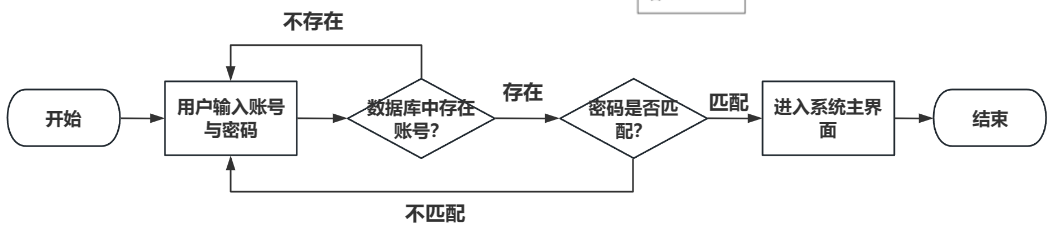 不存在
开始
用户输入账号
与密码
数据库中存在
账号？
存在
密码是否匹
配？
匹配
进入系统主界
面
结束
不匹配